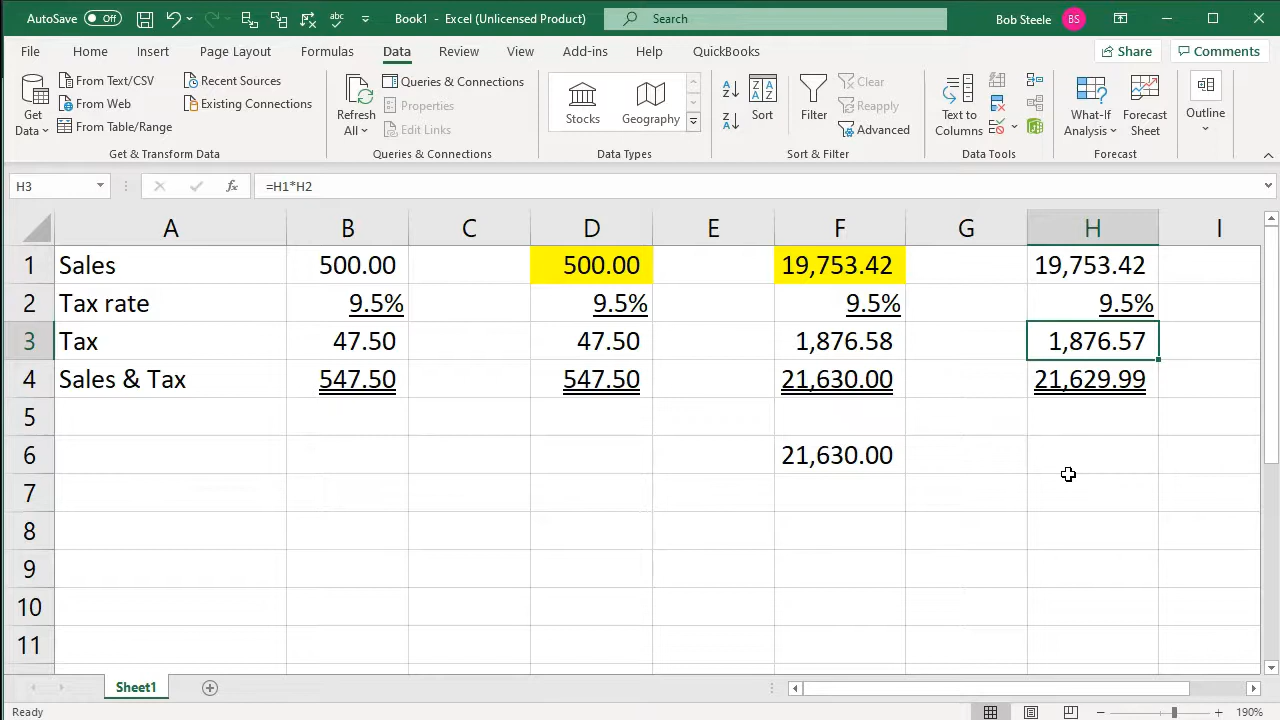 AutoSave Off Book1 - Excel (Unlicensed Product) Search Bob Steele BS
File Home Insert Page Layout Formulas Data Review View Add-ins Help QuickBooks Share Comments
Get Data From Text/CSV From Web From Table/Range Recent Sources Existing Connections
Refresh All Queries & Connections Properties Edit Links
Stocks Geography
Sort Filter Clear Reapply Advanced
Text to Columns
What-If Analysis Forecast Sheet Outline
Get & Transform Data Queries & Connections Data Types Sort & Filter Data Tools Forecast
H3 fx =H1*H2
A B C D E F G H I
1 Sales 500.00 500.00 19,753.42 19,753.42
2 Tax rate 9.5% 9.5% 9.5% 9.5%
3 Tax 47.50 47.50 1,876.58 1,876.57
4 Sales & Tax 547.50 547.50 21,630.00 21,629.99
5
6 21,630.00
7
8
9
10
11
Sheet1
Ready 190%